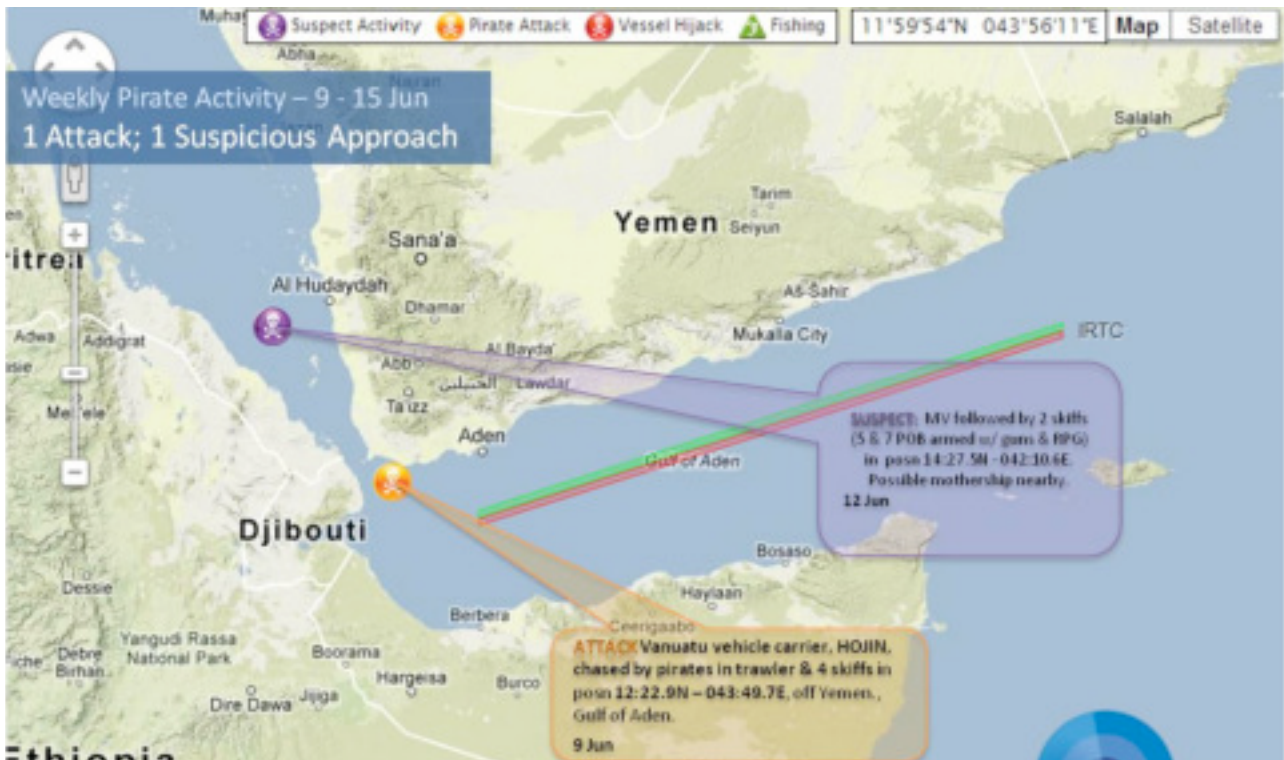 Suspect Activity Pirate Attack Vessel Hijack Fishing
11°59'54"N 043°56'11"E Map Satellite
Abha
Weekly Pirate Activity – 9 - 15 Jun
1 Attack; 1 Suspicious Approach
Salalah
Tarim
Yemen
Seiyun
Sana'a
itrea
Al Hudaydah
Dhamar
Aš-Šahir
Mukalla City
IRTC
Adwa
Addigrat
Abb
Al Bayda'
Lawdar
Ta'izz
Aden
Gulf of Aden
SUSPECT: MV followed by 2 skiffs
(5 & 7 POB armed w/ guns & RPG)
in posn 14:27.5N - 042:10.6E.
Possible mothership nearby.
12 Jun
Djibouti
Bosaso
Dessie
Haylaan
Berbera
Ceerigaabo
Yangudi Rassa
National Park
Debre
Birhan
Boorama
Hargeisa
Burco
Dire Dawa
Jijiga
ATTACK Vanuatu vehicle carrier, HOJIN,
chased by pirates in trawler & 4 skiffs in
posn 12:22.9N – 043:49.7E, off Yemen.,
Gulf of Aden.
9 Jun
Ethiopia